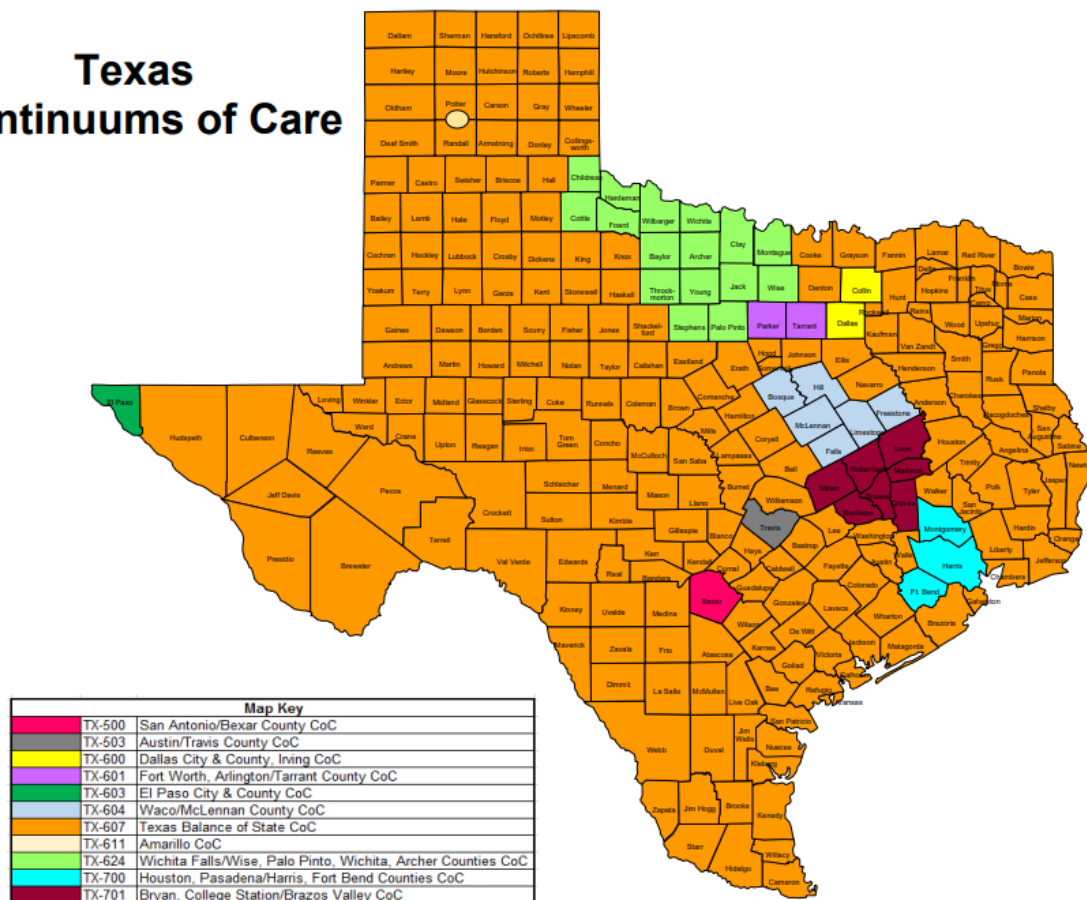 Texas
ntinuums of Care
Dallam Sherman Hansford Ochiltree Lipscomb
Hartley Moore Hutchinson Roberts Hemphill
Oldham Potter Carson Gray Wheeler
Deaf Smith Randall Armstrong Donley Collings-
worth
Parmer Castro Swisher Briscoe Hall Childress
Hardeman
Bailey Lamb Hale Floyd Motley Cottle Foard Wilbarger Wichita
Clay Montague Cooke Grayson Fannin Lamar Red River Bowie
Cochran Hockley Lubbock Crosby Dickens King Knox Baylor Archer
Delta Franklin Titus Morris Cass
Yoakum Terry Lynn Garza Kent Stonewall Haskell Throck-
morton Young Jack Wise Denton Collin Hunt Hopkins Camp
Rockwall Rains Wood Upshur Marion
Gaines Dawson Borden Scurry Fisher Jones Shackel-
ford Stephens Palo Pinto Parker Tarrant Dallas Kaufman Van Zandt Gregg Harrison
Andrews Martin Howard Mitchell Nolan Taylor Callahan Eastland Erath Hood Somervell Johnson Ellis Henderson Smith Rusk Panola
El Paso Hudspeth Culberson Reeves Loving Winkler Ector Midland Glasscock Sterling Coke Runnels Coleman Brown Comanche Bosque Hill Navarro Freestone Anderson Cherokee Nacogdoches Shelby
Ward Crane Upton Reagan Irion Tom
Green Concho McCulloch San Saba Mills Hamilton Coryell McLennan Limestone Falls Leon Houston Angelina San
Augustine Sabine
Jeff Davis Pecos Crockett Schleicher Menard Mason Llano Lampasas Burnet Bell Milam Robertson Madison Walker Trinity Polk Tyler Jasper Newt
Presidio Brewster Terrell Val Verde Sutton Kimble Gillespie Blanco Williamson Travis Lee Burleson Brazos Grimes San
Jacinto Hardin Orange
Edwards Real Kerr Bandera Kendall Comal Hays Caldwell Bastrop Fayette Washington Austin Waller Montgomery Harris Liberty Chambers Jefferson
Kinney Uvalde Medina Bexar Guadalupe Gonzales Lavaca Colorado Wharton Ft. Bend Brazoria Galveston
Maverick Zavala Frio Atascosa Wilson Karnes De Witt Victoria Jackson Matagorda
Dimmit La Salle McMullen Live Oak Bee Goliad Refugio Calhoun Aransas
Webb Duval Jim
Wells San Patricio Nueces Kleberg
Zapata Jim Hogg Brooks Kenedy
Starr Hidalgo Willacy Cameron
Map Key
TX-500 San Antonio/Bexar County CoC
TX-503 Austin/Travis County CoC
TX-600 Dallas City & County, Irving CoC
TX-601 Fort Worth, Arlington/Tarrant County CoC
TX-603 El Paso City & County CoC
TX-604 Waco/McLennan County CoC
TX-607 Texas Balance of State CoC
TX-611 Amarillo CoC
TX-624 Wichita Falls/Wise, Palo Pinto, Wichita, Archer Counties CoC
TX-700 Houston, Pasadena/Harris, Fort Bend Counties CoC
TX-701 Bryan, College Station/Brazos Valley CoC